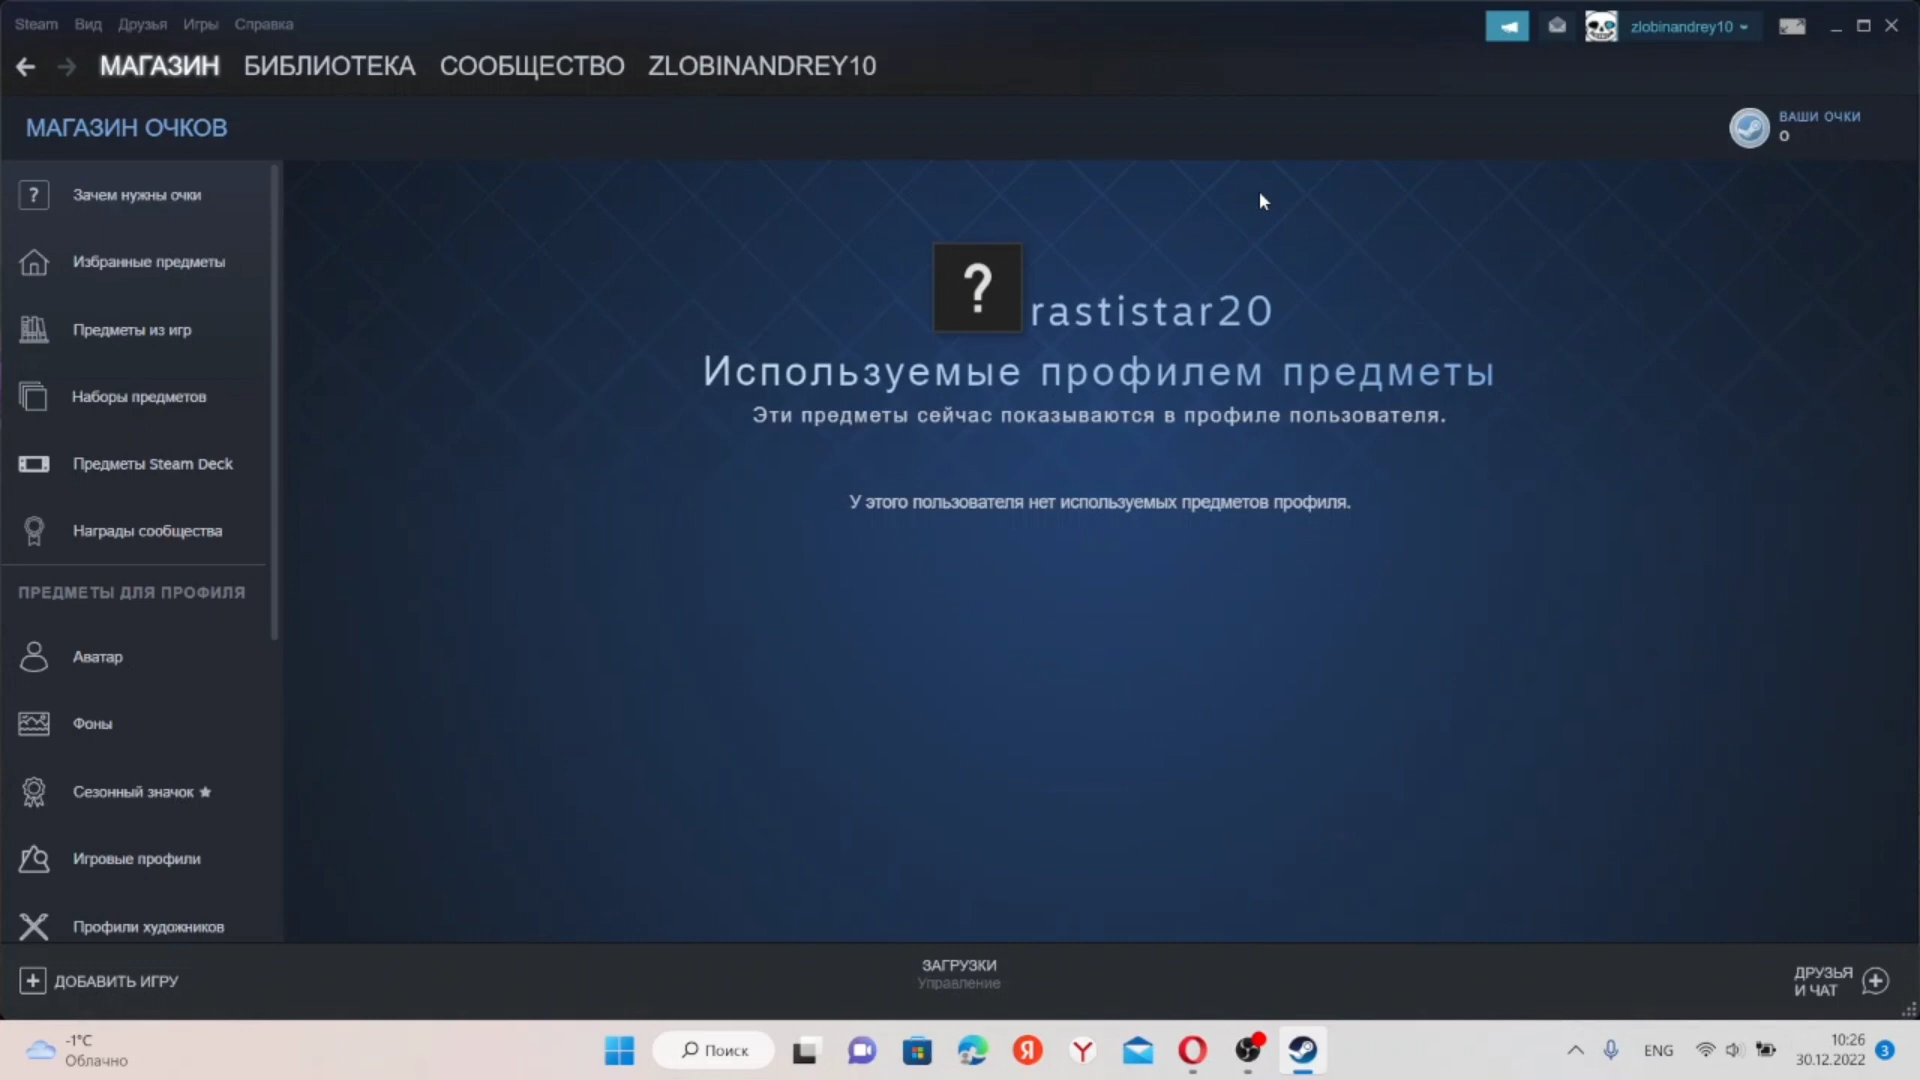 Steam Вид Друзья Игры Справка
zlobinandrey10
МАГАЗИН БИБЛИОТЕКА СООБЩЕСТВО ZLOBINANDREY10
МАГАЗИН ОЧКОВ
ВАШИ ОЧКИ
0
? Зачем нужны очки
Избранные предметы
Предметы из игр
Наборы предметов
Предметы Steam Deck
Награды сообщества
ПРЕДМЕТЫ ДЛЯ ПРОФИЛЯ
Аватар
Фоны
Сезонный значок ★
Игровые профили
Профили художников
? rastistar20
Используемые профилем предметы
Эти предметы сейчас показываются в профиле пользователя.
У этого пользователя нет используемых предметов профиля.
ДОБАВИТЬ ИГРУ
ЗАГРУЗКИ
Управление
ДРУЗЬЯ
И ЧАТ
-1°C
Облачно
Поиск
Я
Y
ENG
10:26
30.12.2022
3